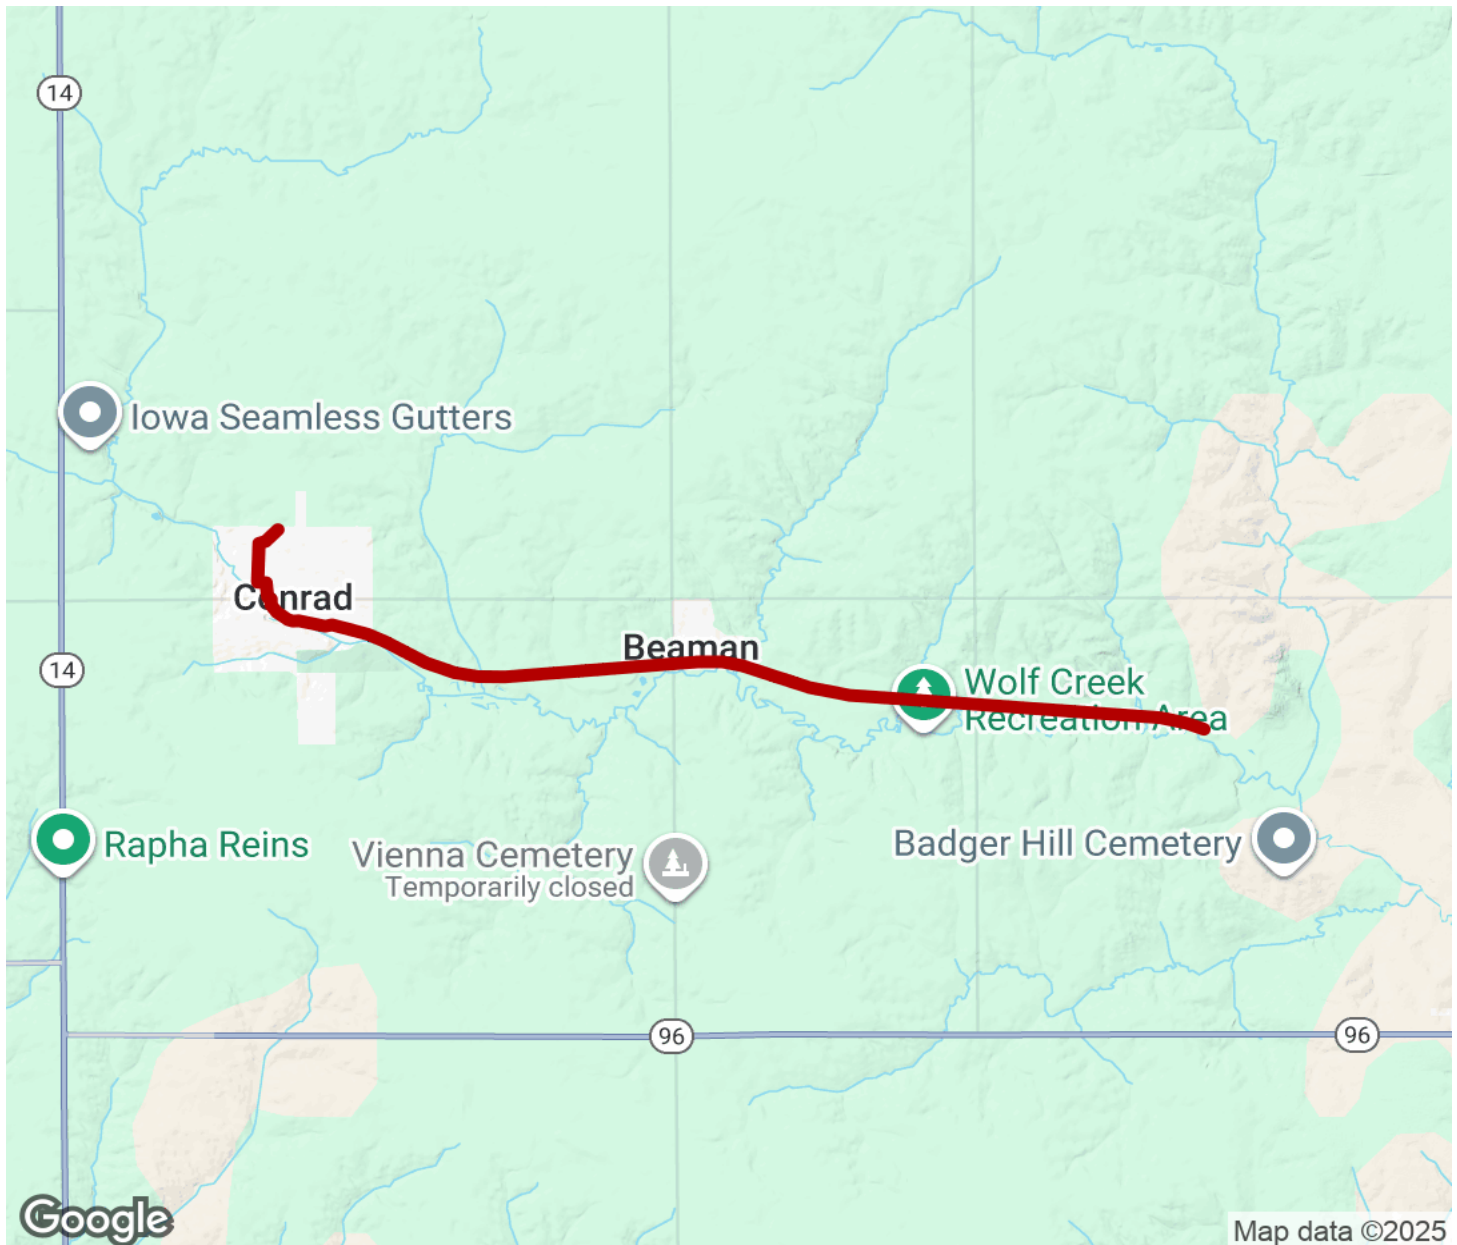 14
Iowa Seamless Gutters
Conrad
Beaman
14
Wolf Creek
Recreation Area
Rapha Reins
Vienna Cemetery
Temporarily closed
Badger Hill Cemetery
96
96
Google
Map data ©2025